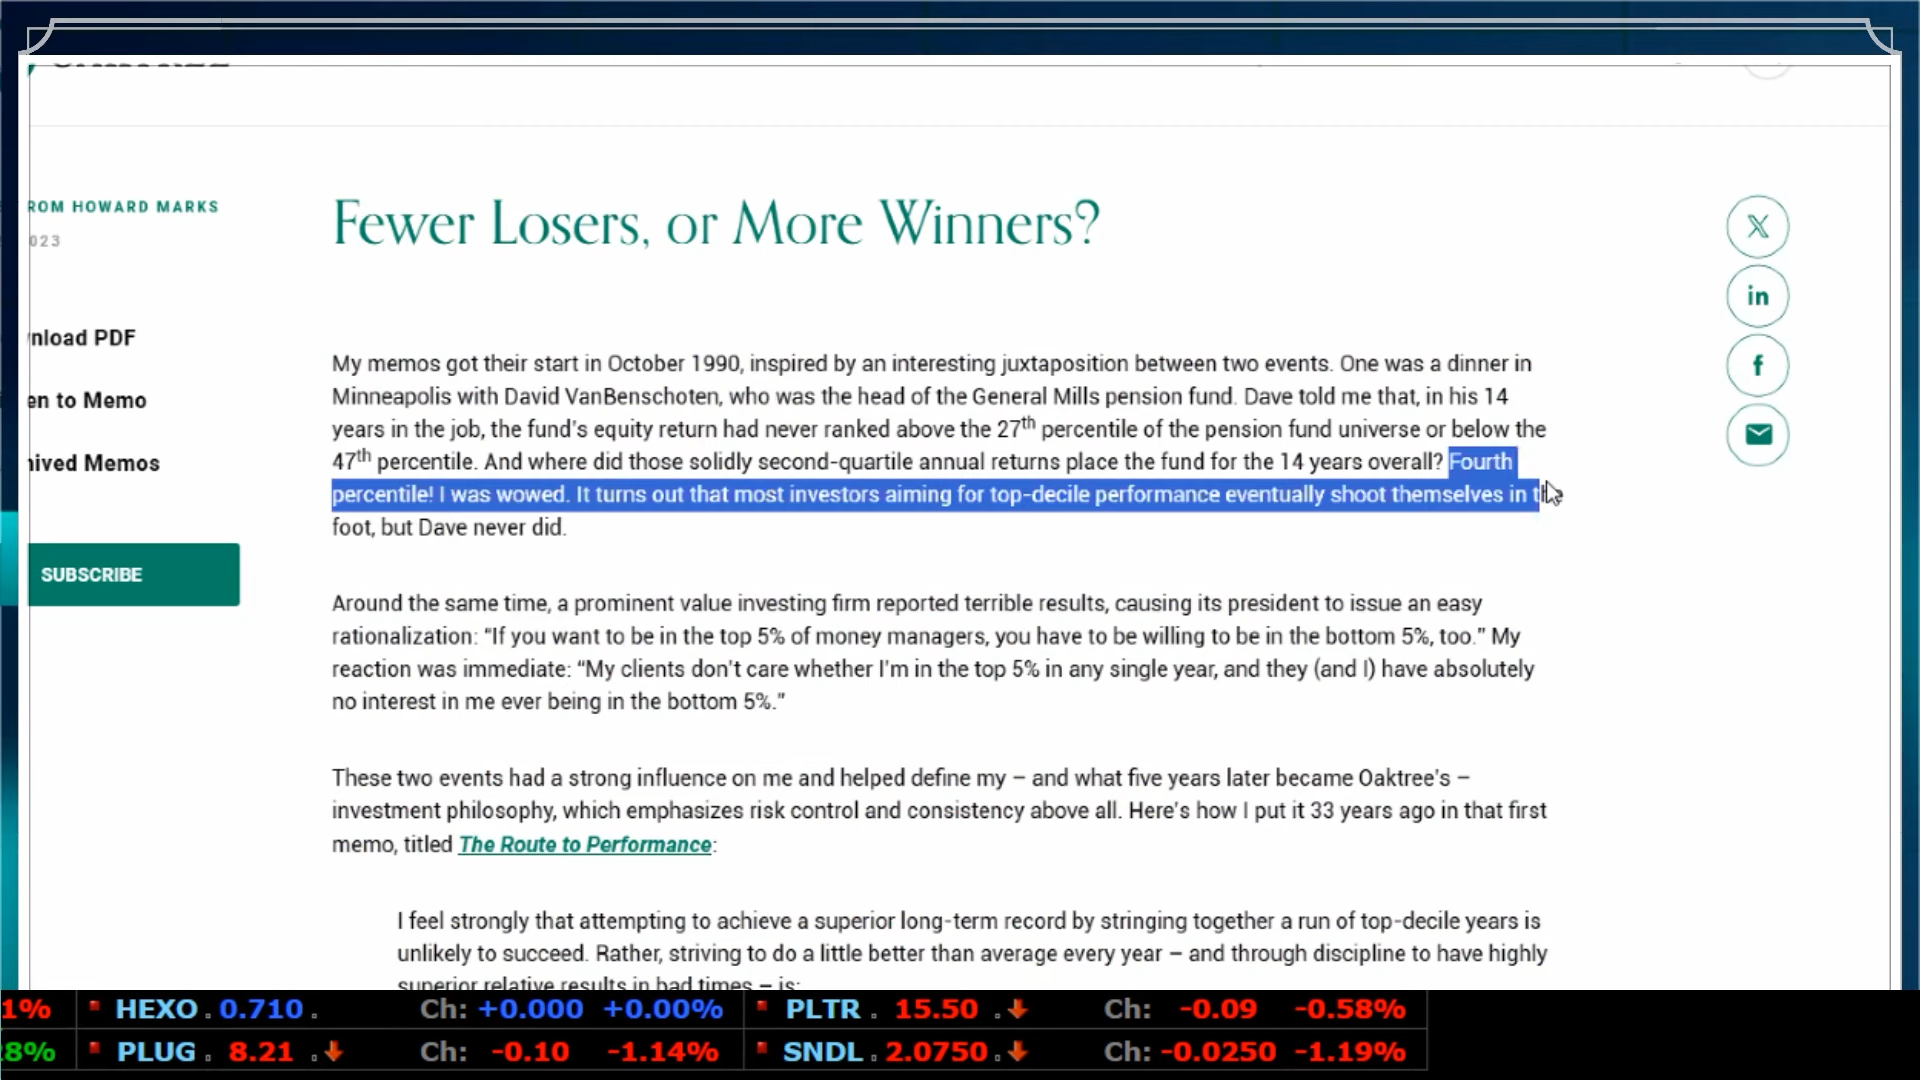 ROM HOWARD MARKS
023
nload PDF
en to Memo
ived Memos
SUBSCRIBE
Fewer Losers, or More Winners?
My memos got their start in October 1990, inspired by an interesting juxtaposition between two events. One was a dinner in
Minneapolis with David VanBenschoten, who was the head of the General Mills pension fund. Dave told me that, in his 14
years in the job, the fund's equity return had never ranked above the 27th percentile of the pension fund universe or below the
47th percentile. And where did those solidly second-quartile annual returns place the fund for the 14 years overall? Fourth
percentile! I was wowed. It turns out that most investors aiming for top-decile performance eventually shoot themselves in the
foot, but Dave never did.
Around the same time, a prominent value investing firm reported terrible results, causing its president to issue an easy
rationalization: “If you want to be in the top 5% of money managers, you have to be willing to be in the bottom 5%, too.” My
reaction was immediate: “My clients don't care whether I'm in the top 5% in any single year, and they (and I) have absolutely
no interest in me ever being in the bottom 5%.”
These two events had a strong influence on me and helped define my – and what five years later became Oaktree's –
investment philosophy, which emphasizes risk control and consistency above all. Here's how I put it 33 years ago in that first
memo, titled The Route to Performance:
I feel strongly that attempting to achieve a superior long-term record by stringing together a run of top-decile years is
unlikely to succeed. Rather, striving to do a little better than average every year – and through discipline to have highly
superior relative results in bad times – is:
X
in
f
1% HEXO . 0.710 . Ch: +0.000 +0.00% PLTR . 15.50 . Ch: -0.09 -0.58%
8% PLUG . 8.21 . Ch: -0.10 -1.14% SNDL . 2.0750 . Ch: -0.0250 -1.19%